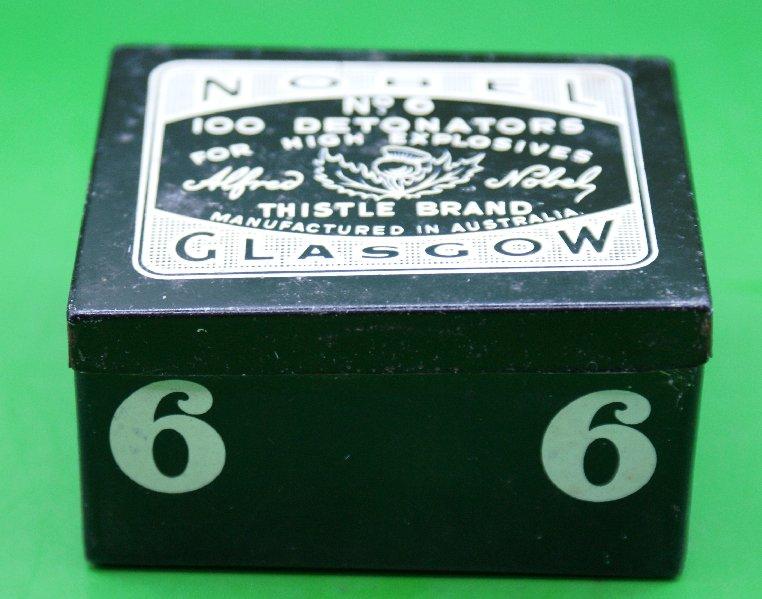 NOBEL
No 6
100 DETONATORS
FOR HIGH EXPLOSIVES
Alfred Nobel
THISTLE BRAND
MANUFACTURED IN AUSTRALIA.
GLASGOW
6 6